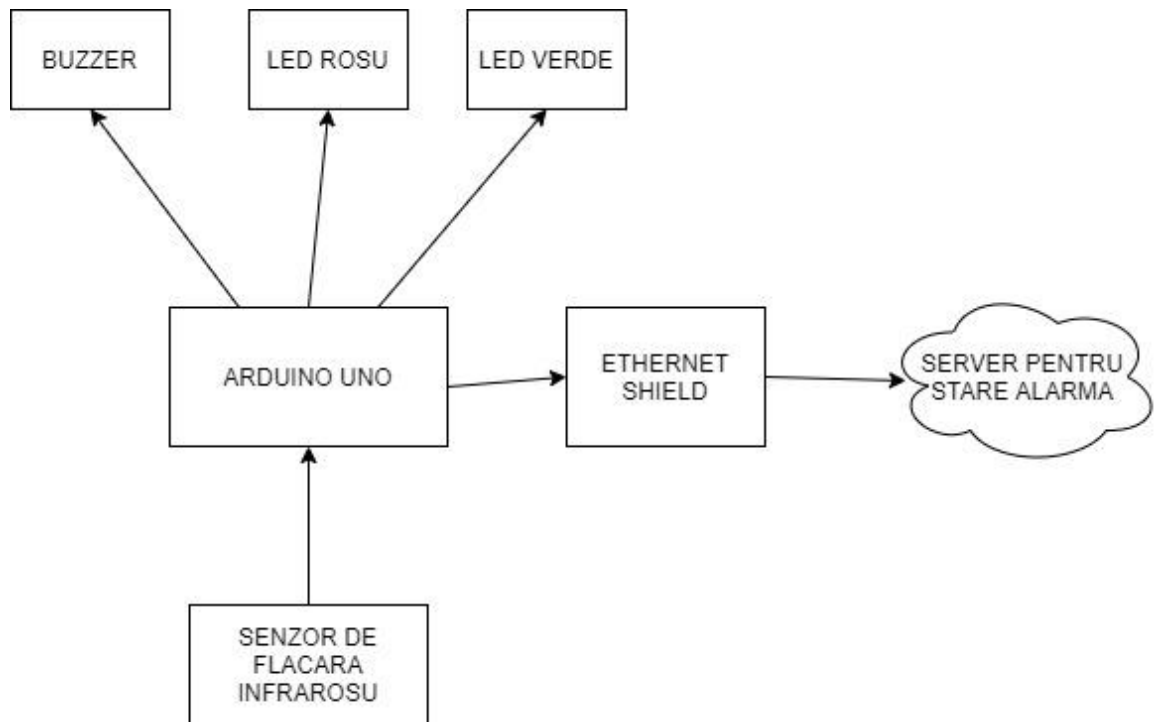 BUZZER
LED ROSU
LED VERDE
ARDUINO UNO
ETHERNET
SHIELD
SERVER PENTRU
STARE ALARMA
SENZOR DE
FLACARA
INFRAROSU